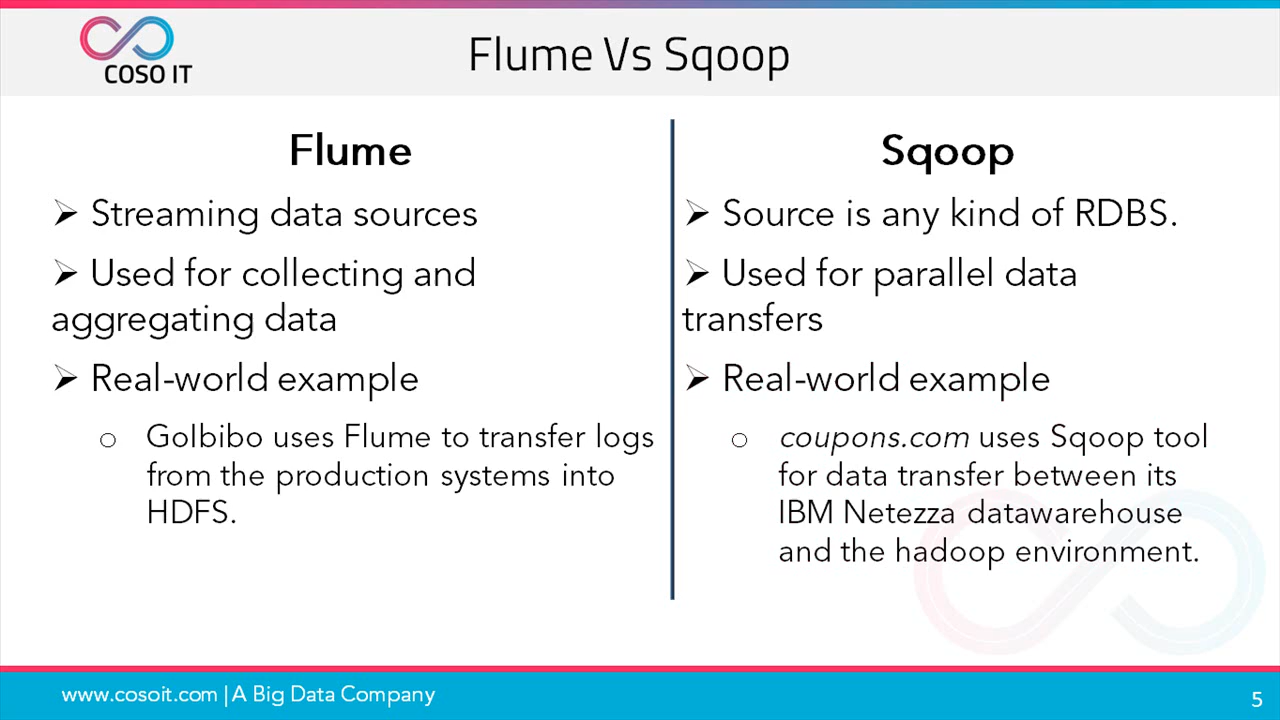 COSO IT
Flume Vs Sqoop
Flume
➢ Streaming data sources
➢ Used for collecting and
aggregating data
➢ Real-world example
o GoIbibo uses Flume to transfer logs
from the production systems into
HDFS.
Sqoop
➢ Source is any kind of RDBS.
➢ Used for parallel data
transfers
➢ Real-world example
o coupons.com uses Sqoop tool
for data transfer between its
IBM Netezza datawarehouse
and the hadoop environment.
www.cosoit.com | A Big Data Company
5